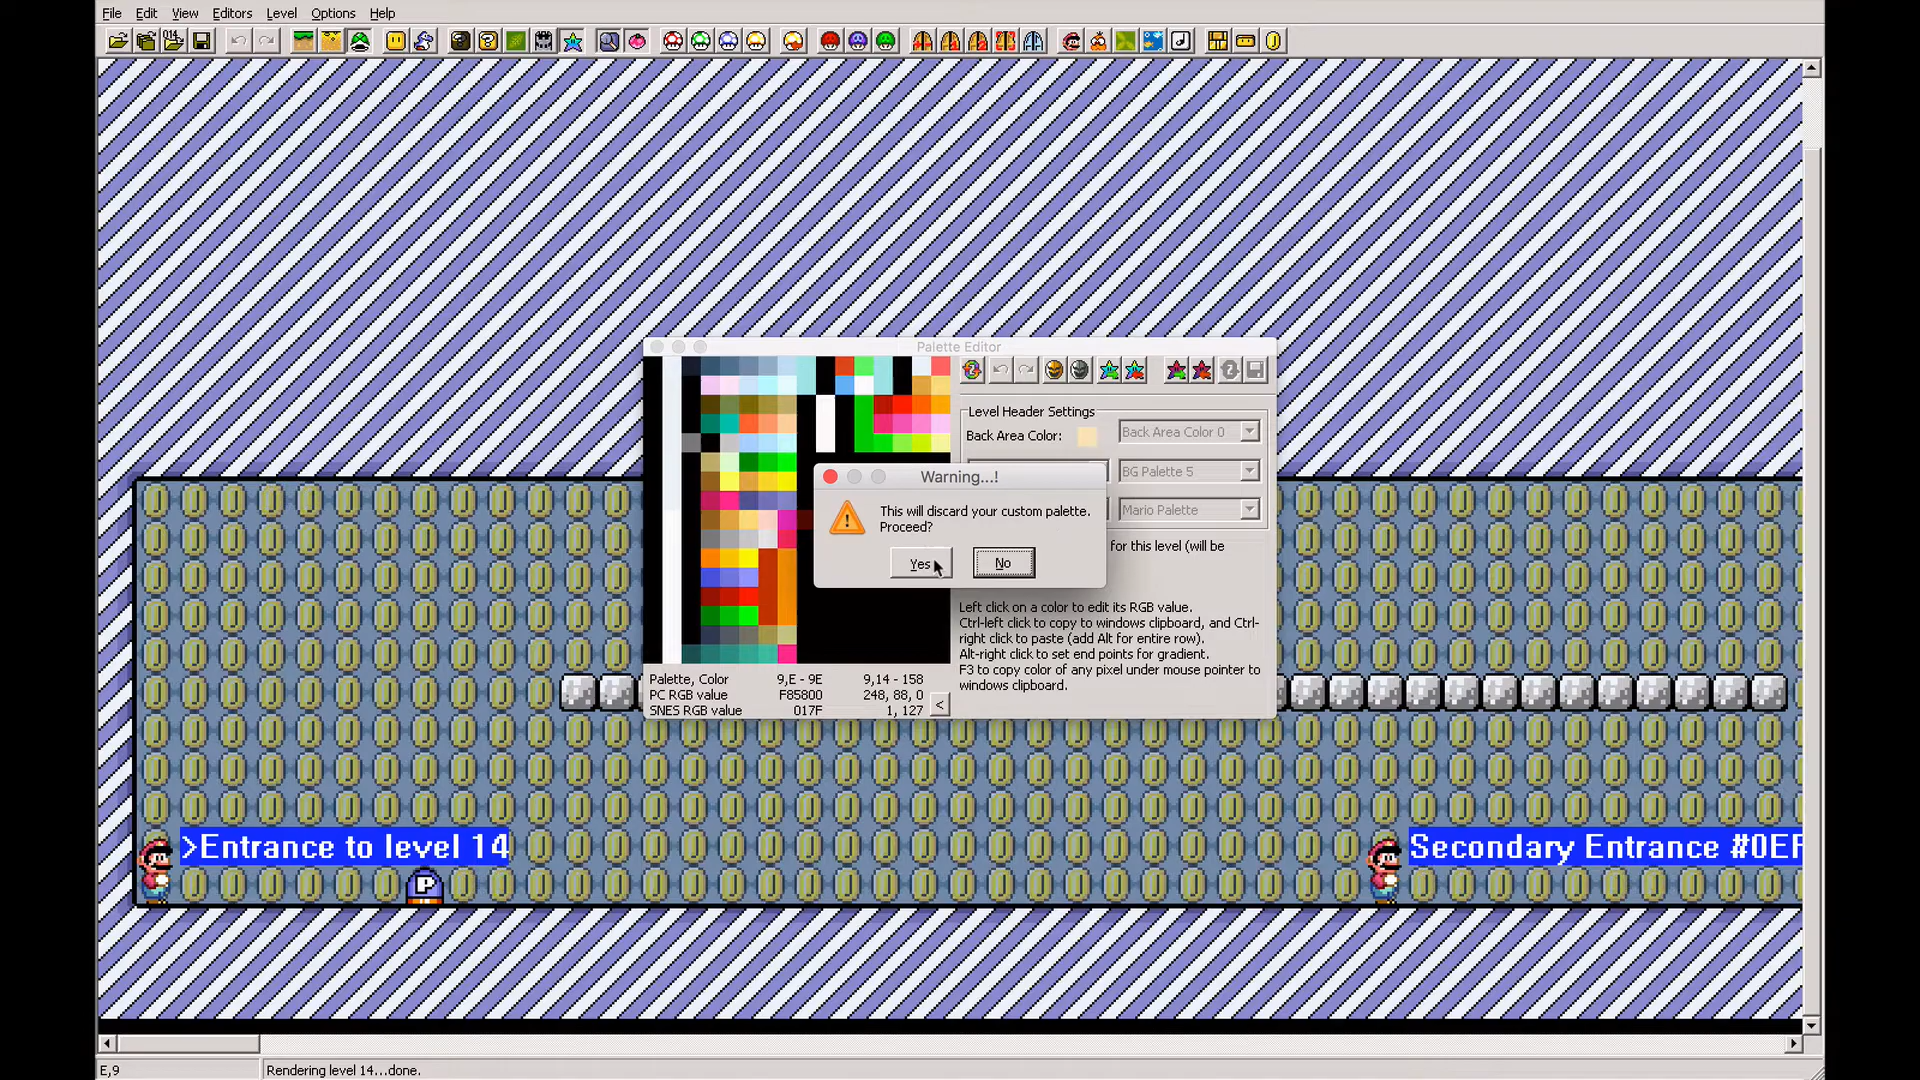 File Edit View Editors Level Options Help
Palette Editor
Level Header Settings
Back Area Color: Back Area Color 0
BG Palette 5
Warning...!
This will discard your custom palette.
Proceed?
Mario Palette
for this level (will be
Yes No
Left click on a color to edit its RGB value.
Ctrl-left click to copy to windows clipboard, and Ctrl-
right click to paste (add Alt for entire row).
Alt-right click to set end points for gradient.
F3 to copy color of any pixel under mouse pointer to
windows clipboard.
Palette, Color 9,E - 9E 9,14 - 158
PC RGB value F85800 248, 88, 0
SNES RGB value 017F 1, 127
<
>Entrance to level 14
Secondary Entrance #0EF
P
E,9 Rendering level 14...done.